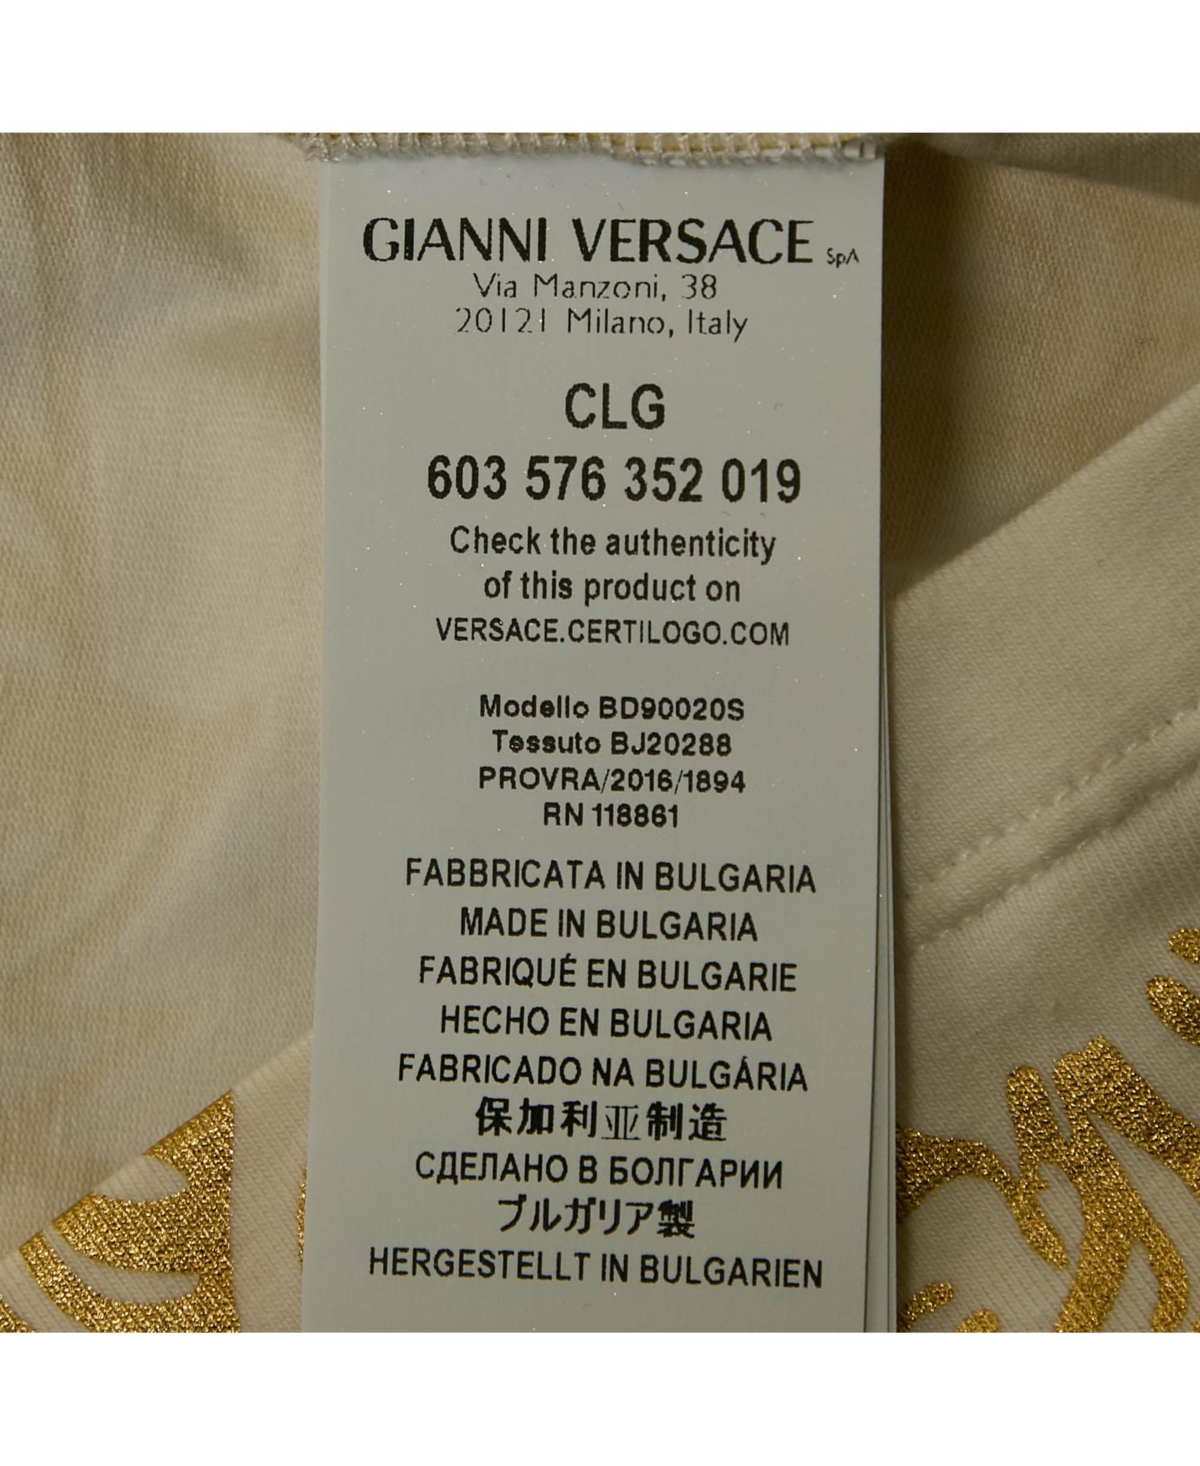 GIANNI VERSACE SpA
Via Manzoni, 38
20121 Milano, Italy
CLG
603 576 352 019
Check the authenticity
of this product on
VERSACE.CERTILOGO.COM
Modello BD90020S
Tessuto BJ20288
PROVRA/2016/1894
RN 118861
FABBRICATA IN BULGARIA
MADE IN BULGARIA
FABRIQUÉ EN BULGARIE
HECHO EN BULGARIA
FABRICADO NA BULGÁRIA
保加利亚制造
СДЕЛАНО В БОЛГАРИИ
ブルガリア製
HERGESTELLT IN BULGARIEN